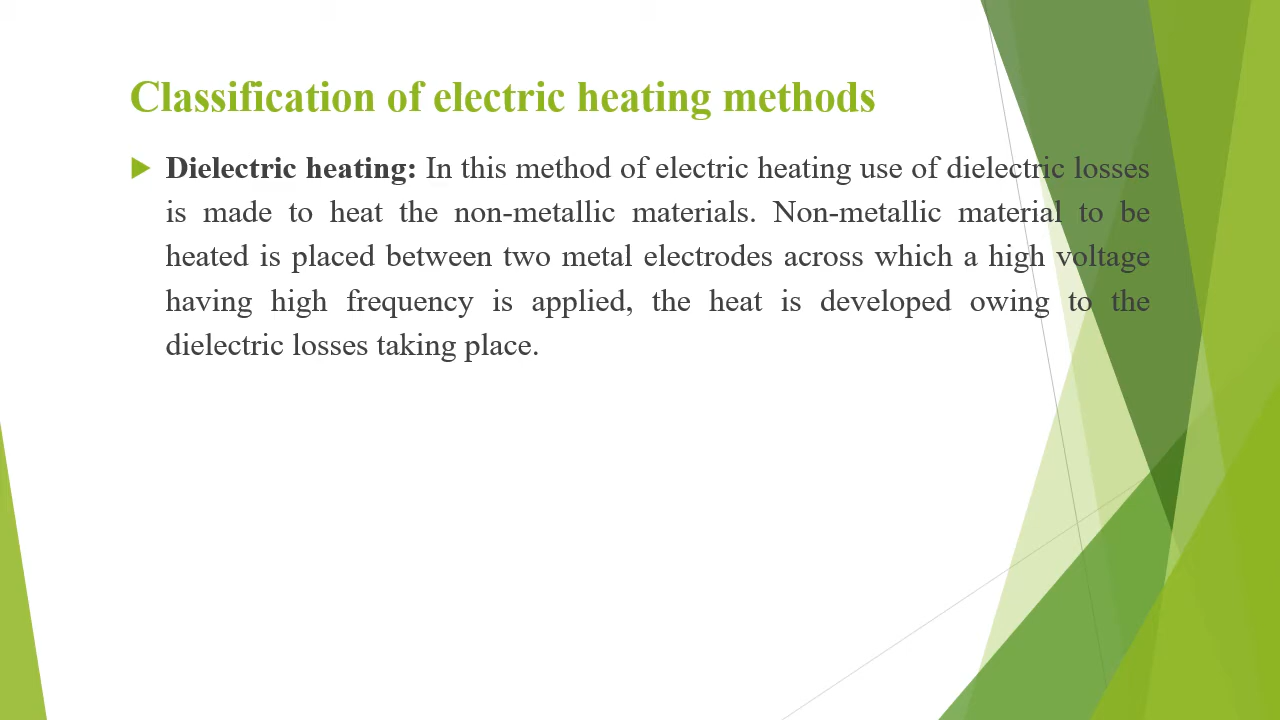 Classification of electric heating methods
Dielectric heating: In this method of electric heating use of dielectric losses
is made to heat the non-metallic materials. Non-metallic material to be
heated is placed between two metal electrodes across which a high voltage
having high frequency is applied, the heat is developed owing to the
dielectric losses taking place.